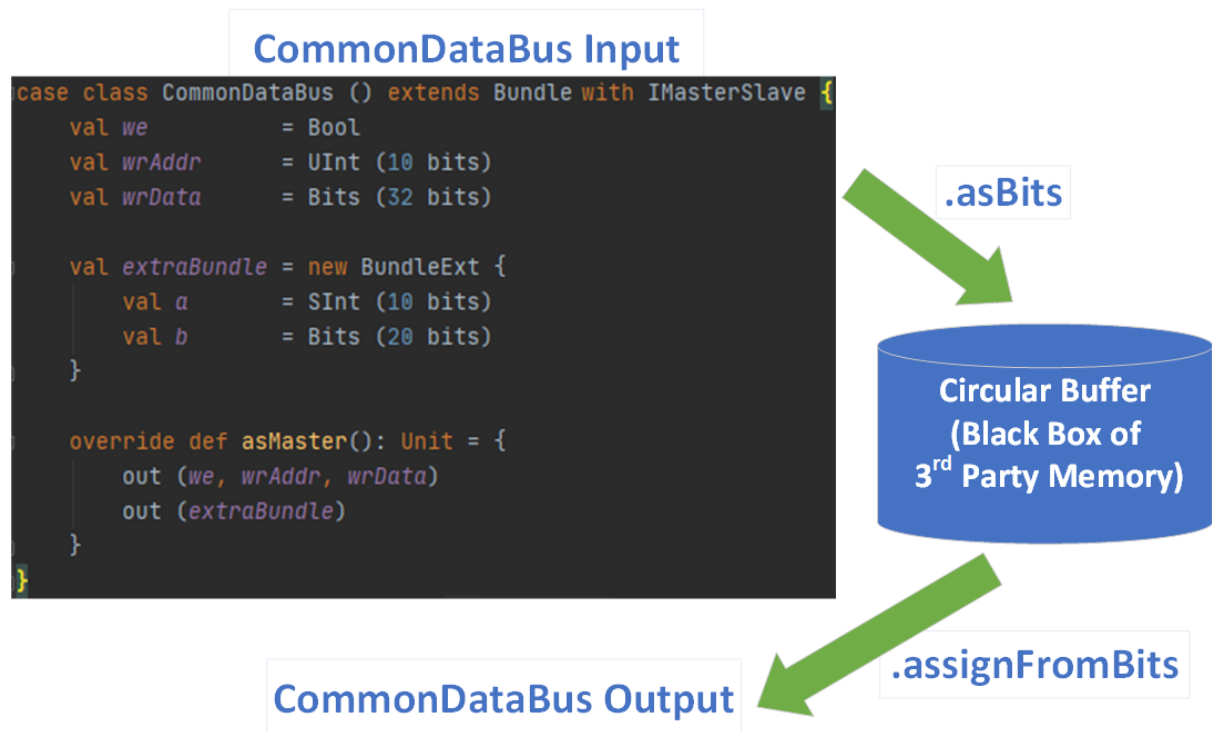 CommonDataBus Input
case class CommonDataBus () extends Bundle with IMasterSlave {
    val we          = Bool
    val wrAddr      = UInt (10 bits)
    val wrData      = Bits (32 bits)
    val extraBundle = new BundleExt {
        val a       = SInt (10 bits)
        val b       = Bits (20 bits)
    }
    override def asMaster(): Unit = {
        out (we, wrAddr, wrData)
        out (extraBundle)
    }
}
.asBits
Circular Buffer
(Black Box of
3rd Party Memory)
.assignFromBits
CommonDataBus Output